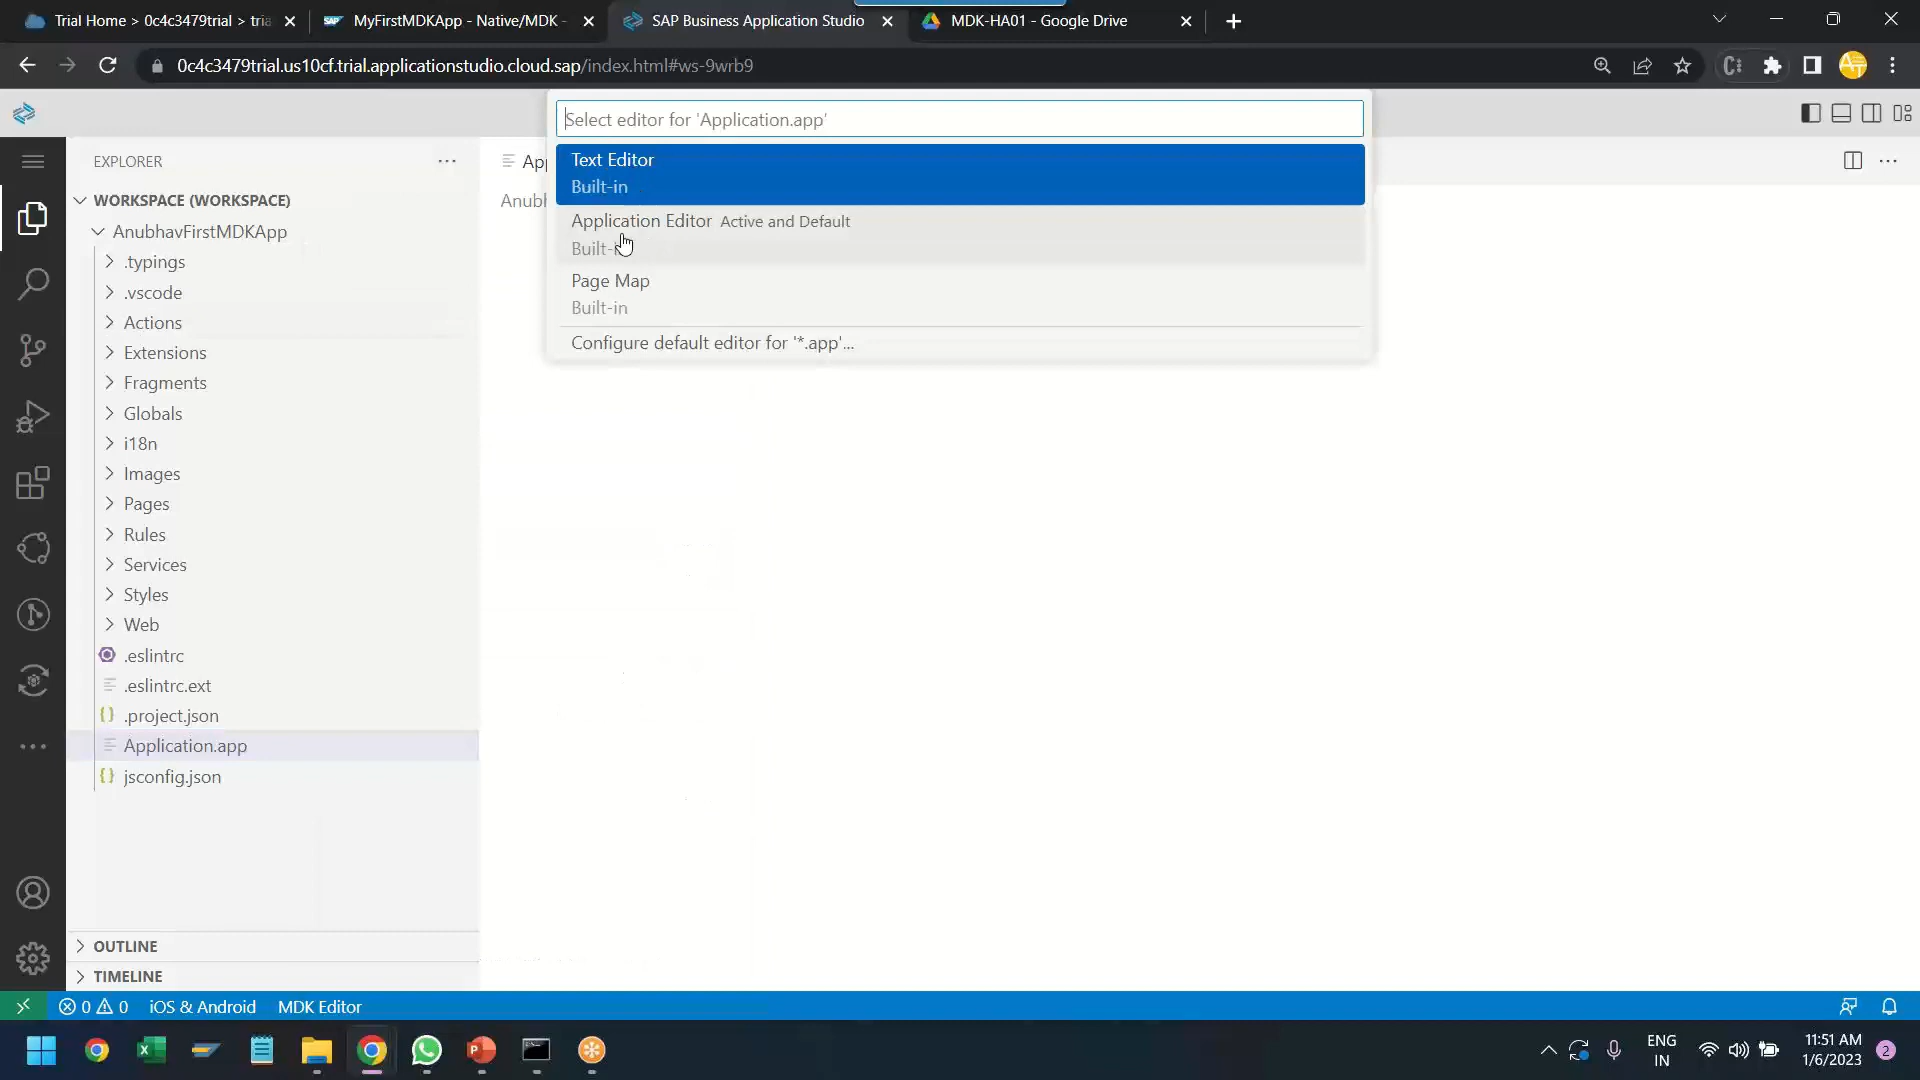 Trial Home > 0c4c3479trial > tria
MyFirstMDKApp - Native/MDK -
SAP Business Application Studio
MDK-HA01 - Google Drive
0c4c3479trial.us10cf.trial.applicationstudio.cloud.sap/index.html#ws-9wrb9
Select editor for 'Application.app'
Text Editor
Built-in
Application Editor Active and Default
Page Map
Built-in
Configure default editor for '*.app'...
EXPLORER
WORKSPACE (WORKSPACE)
AnubhavFirstMDKApp
.typings
.vscode
Actions
Extensions
Fragments
Globals
i18n
Images
Pages
Rules
Services
Styles
Web
.eslintrc
.eslintrc.ext
.project.json
Application.app
jsconfig.json
OUTLINE
TIMELINE
0 0 iOS & Android MDK Editor
ENG
IN
11:51 AM
1/6/2023
2